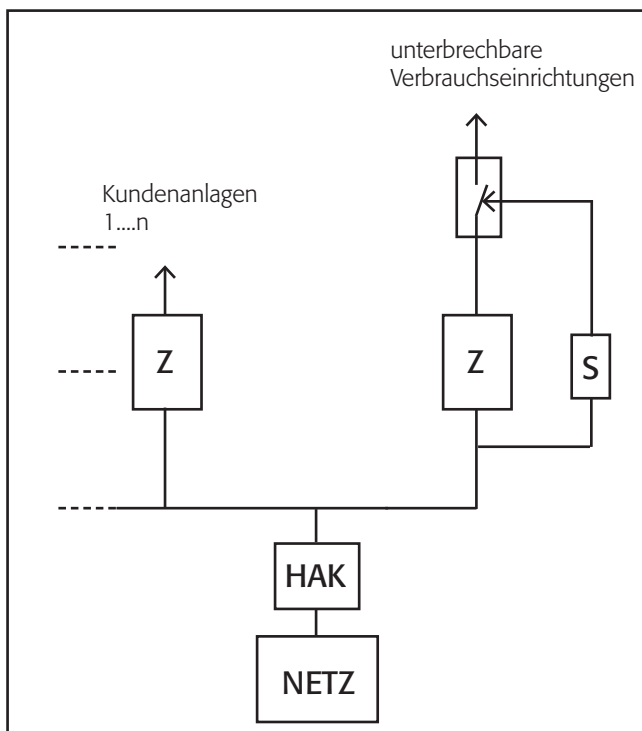 unterbrechbare
Verbrauchseinrichtungen
Kundenanlagen
1....n
Z
Z
S
HAK
NETZ